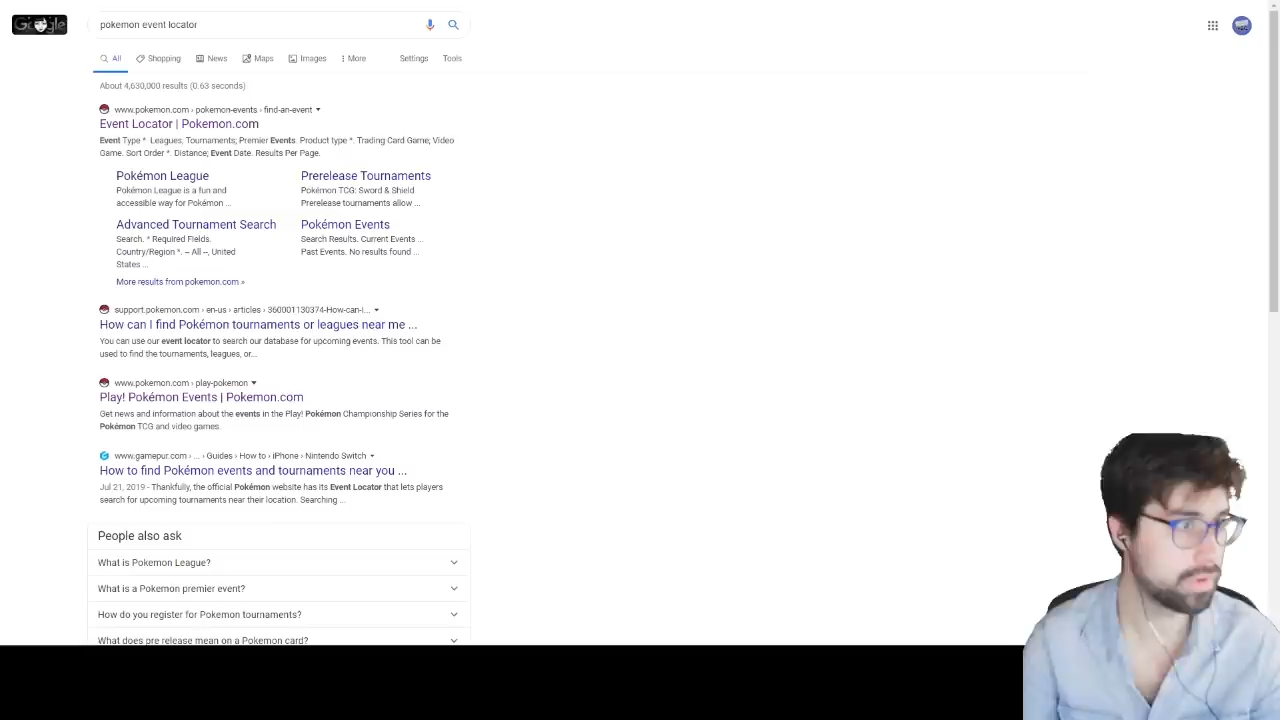 Google
pokemon event locator
All Shopping News Maps Images More Settings Tools
About 4,630,000 results (0.63 seconds)
www.pokemon.com › pokemon-events › find-an-event
Event Locator | Pokemon.com
Event Type * Leagues; Tournaments; Premier Events. Product type *. Trading Card Game; Video
Game. Sort Order *. Distance; Event Date. Results Per Page.
Pokémon League
Pokémon League is a fun and
accessible way for Pokémon ...
Prerelease Tournaments
Pokémon TCG: Sword & Shield
Prerelease tournaments allow ...
Advanced Tournament Search
Search. * Required Fields.
Country/Region *. – All –, United
States ...
Pokémon Events
Search Results. Current Events ...
Past Events. No results found ...
More results from pokemon.com »
support.pokemon.com › en-us › articles › 360001130374-How-can-I...
How can I find Pokémon tournaments or leagues near me ...
You can use our event locator to search our database for upcoming events. This tool can be
used to find the tournaments, leagues, or...
www.pokemon.com › play-pokemon
Play! Pokémon Events | Pokemon.com
Get news and information about the events in the Play! Pokémon Championship Series for the
Pokémon TCG and video games.
www.gamepur.com › ... › Guides › How to › iPhone › Nintendo Switch
How to find Pokémon events and tournaments near you ...
Jul 21, 2019 - Thankfully, the official Pokémon website has its Event Locator that lets players
search for upcoming tournaments near their location. Searching ...
People also ask
What is Pokemon League?
What is a Pokemon premier event?
How do you register for Pokemon tournaments?
What does pre release mean on a Pokemon card?